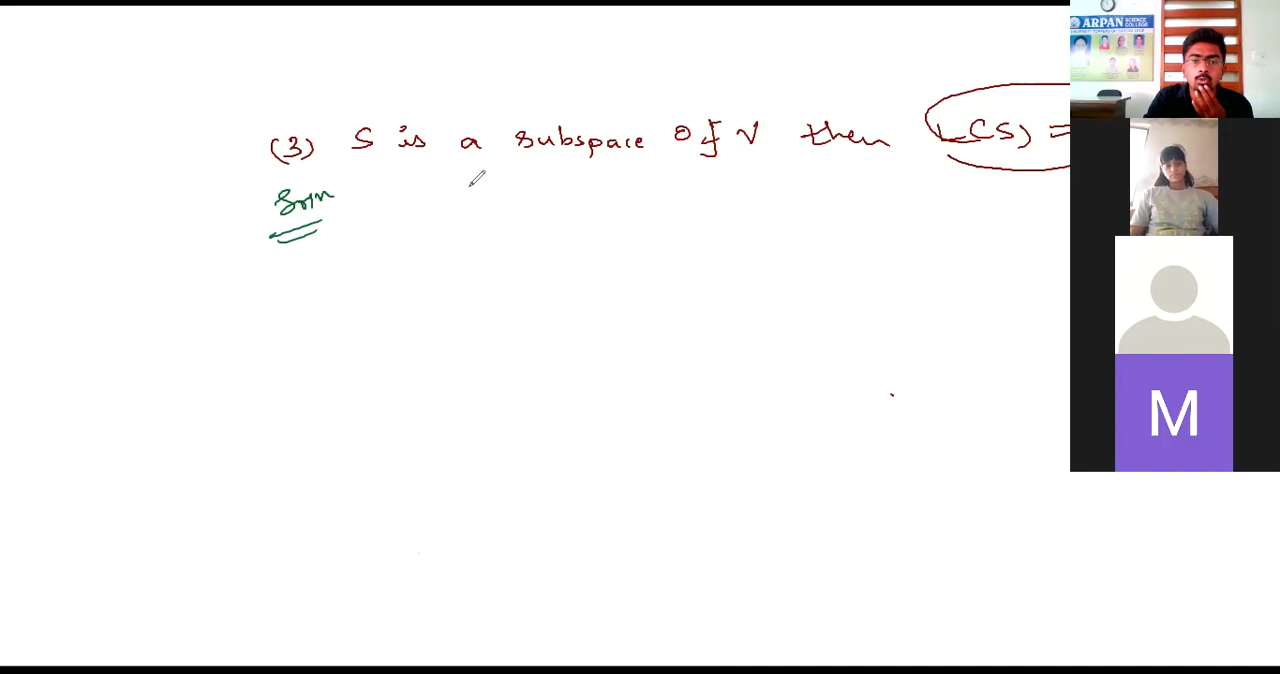 ARPAN SCIENCE COLLEGE
(3) S is a subspace of V then L(S) =
Soln
M